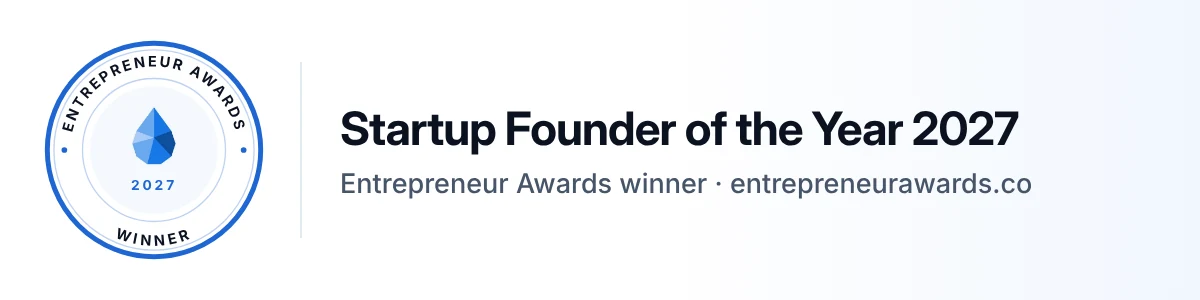 ENTREPRENEUR AWARDS
2027
WINNER
Startup Founder of the Year 2027
Entrepreneur Awards winner · entrepreneurawards.co